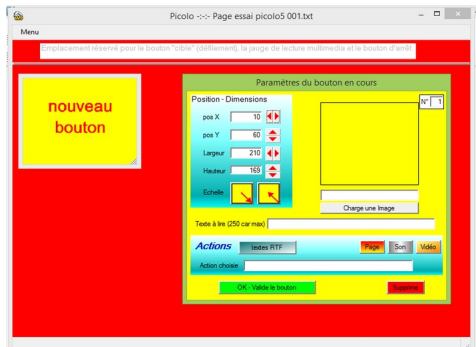 Picolo -:-:- Page essai picolo5 001.txt
Menu
Emplacement réservé pour le bouton "cible" (défilement), la jauge de lecture multimedia et le bouton d'arrêt
nouveau
bouton
Paramètres du bouton en cours
Position - Dimensions
N° 1
pos X 10
pos Y 60
Largeur 210
Hauteur 169
Echelle
Charge une Image
Texte à lire (250 car max)
Actions textes RTF Page Son Vidéo
Action choisie
OK - Valide le bouton Supprime